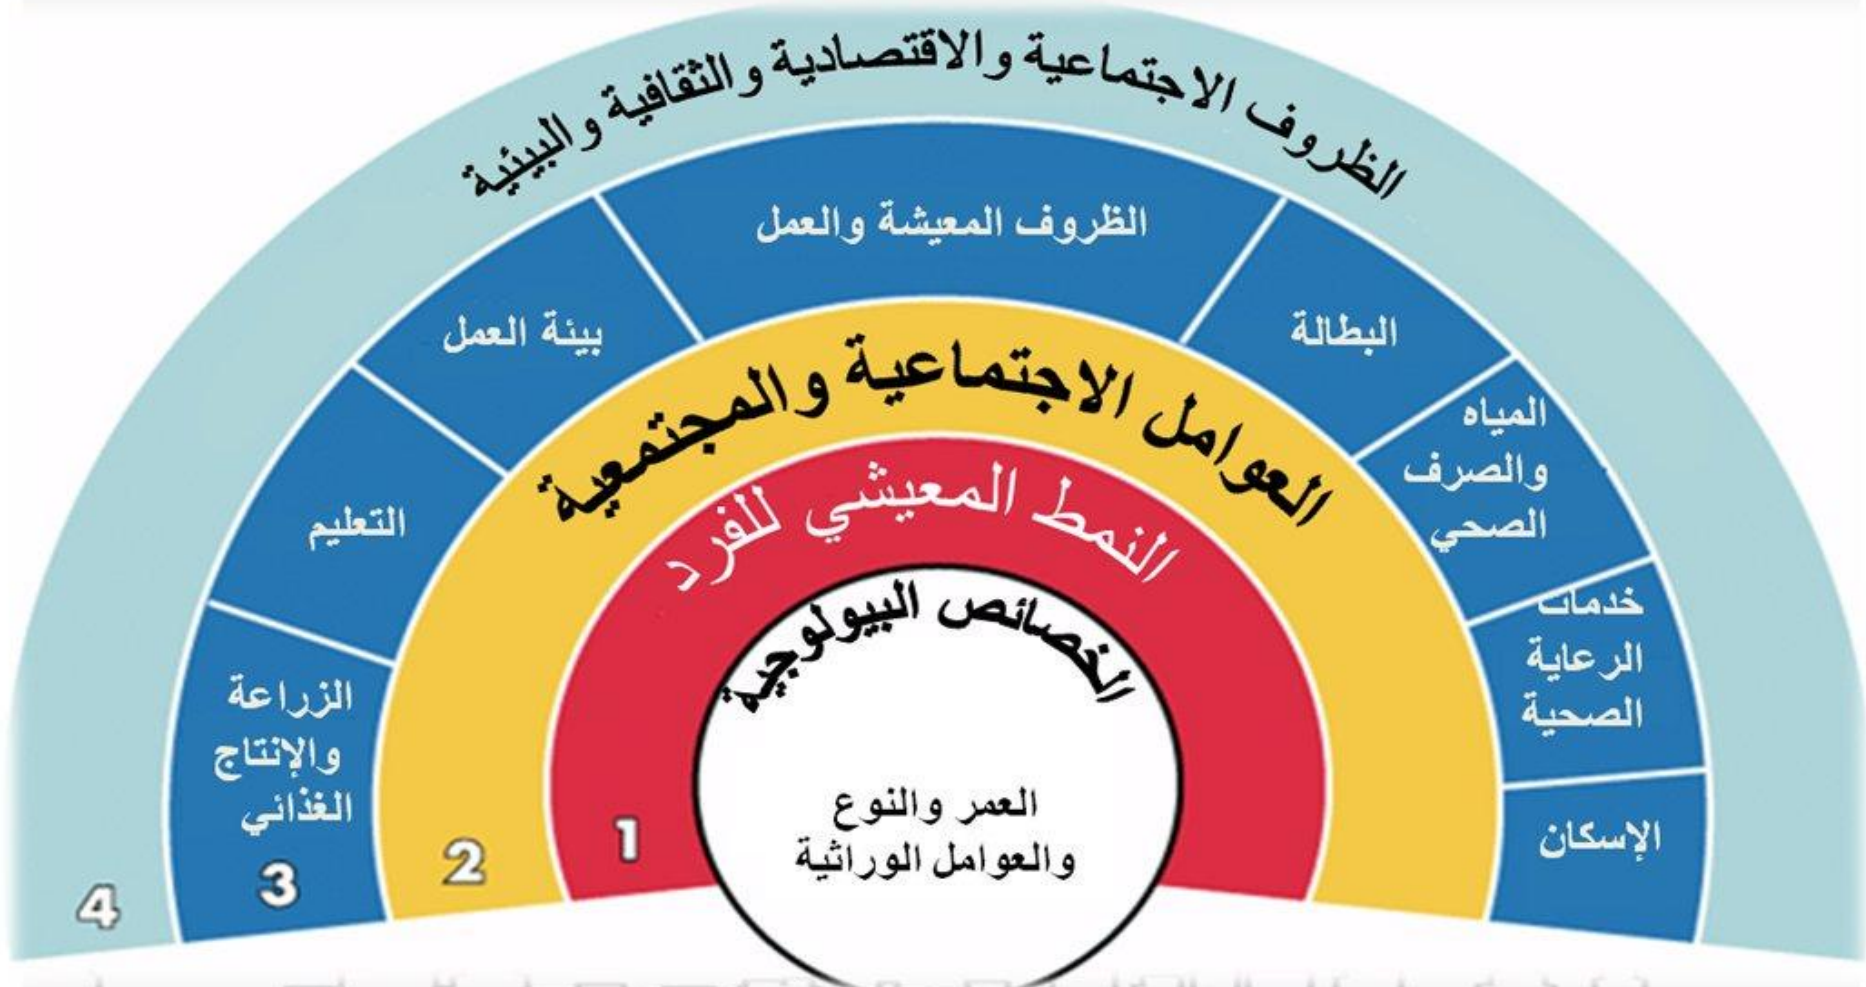 الظروف الاجتماعية والاقتصادية والثقافية والبيئية
الظروف المعيشة والعمل
البطالة
بيئة العمل
المياه
والصرف
الصحي
التعليم
خدمات
الرعاية
الصحية
الزراعة
والإنتاج
الغذائي
الإسكان
العوامل الاجتماعية والمجتمعية
النمط المعيشي للفرد
الخصائص البيولوجية
العمر والنوع
والعوامل الوراثية
1
2
3
4